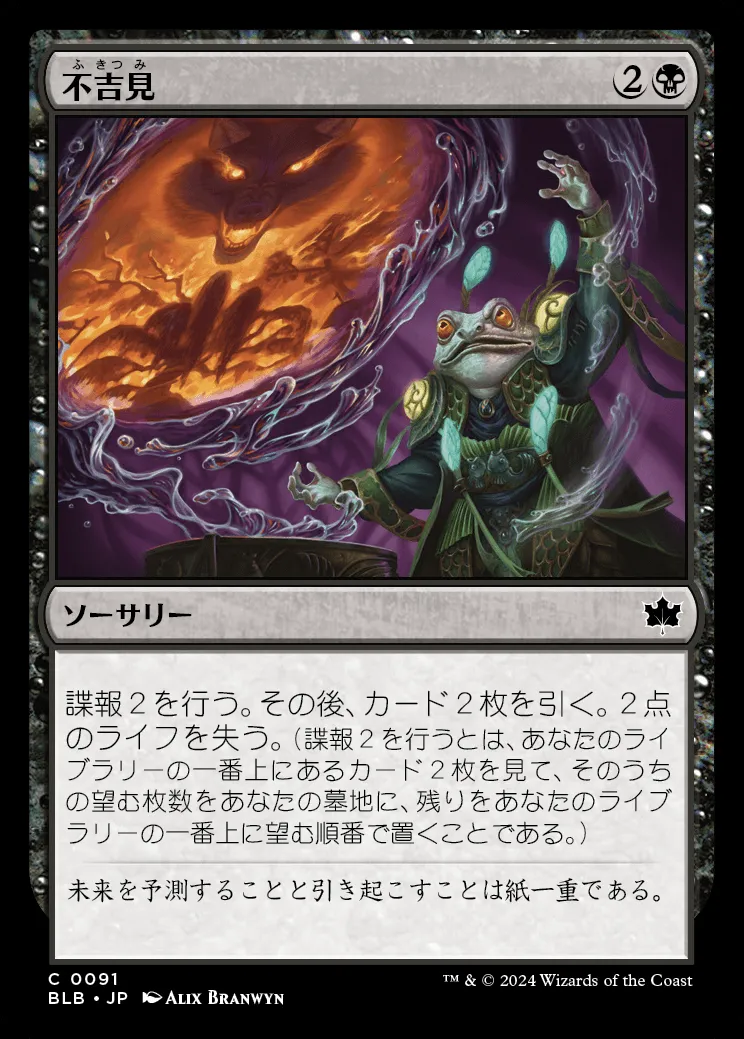 ふきつみ
不吉見
2
ソーサリー
諜報２を行う。その後、カード２枚を引く。２点
のライフを失う。（諜報２を行うとは、あなたのライ
ブラリーの一番上にあるカード２枚を見て、そのうち
の望む枚数をあなたの墓地に、残りをあなたのライブ
ラリーの一番上に望む順番で置くことである。）
未来を予測することと引き起こすことは紙一重である。
C 0091
™ & © 2024 Wizards of the Coast
BLB • JP Alix Branwyn